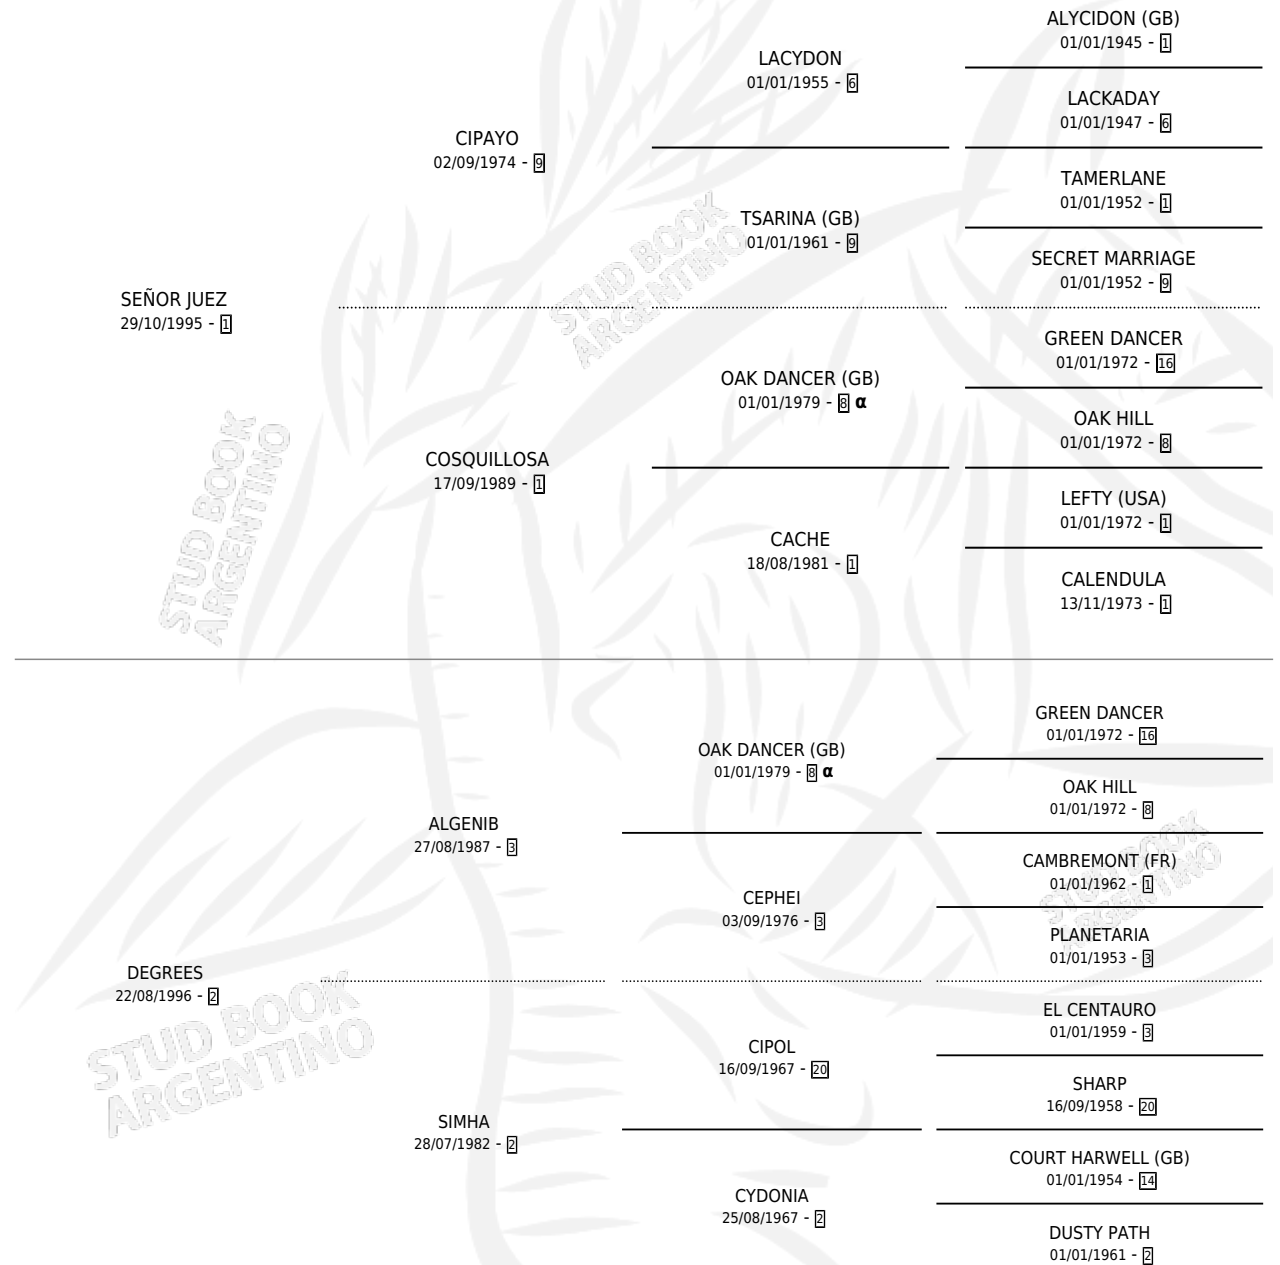 ALYCIDON (GB)
01/01/1945 - 1
LACYDON
01/01/1955 - 6
LACKADAY
01/01/1947 - 6
CIPAYO
02/09/1974 - 9
TAMERLANE
01/01/1952 - 1
TSARINA (GB)
01/01/1961 - 9
SECRET MARRIAGE
01/01/1952 - 9
SEÑOR JUEZ
29/10/1995 - 1
GREEN DANCER
01/01/1972 - 16
OAK DANCER (GB)
01/01/1979 - 8 α
OAK HILL
01/01/1972 - 8
COSQUILLOSA
17/09/1989 - 1
LEFTY (USA)
01/01/1972 - 1
CACHE
18/08/1981 - 1
CALENDULA
13/11/1973 - 1
GREEN DANCER
01/01/1972 - 16
OAK DANCER (GB)
01/01/1979 - 8 α
OAK HILL
01/01/1972 - 8
ALGENIB
27/08/1987 - 3
CAMBREMONT (FR)
01/01/1962 - 1
CEPHEI
03/09/1976 - 3
PLANETARIA
01/01/1953 - 3
DEGREES
22/08/1996 - 2
EL CENTAURO
01/01/1959 - 3
CIPOL
16/09/1967 - 20
SHARP
16/09/1958 - 20
SIMHA
28/07/1982 - 2
COURT HARWELL (GB)
01/01/1954 - 14
CYDONIA
25/08/1967 - 2
DUSTY PATH
01/01/1961 - 2
STUD BOOK
ARGENTINO
STUD BOOK
ARGENTINO
STUD BOOK
ARGENTINO
STUD BOOK
ARGENTINO